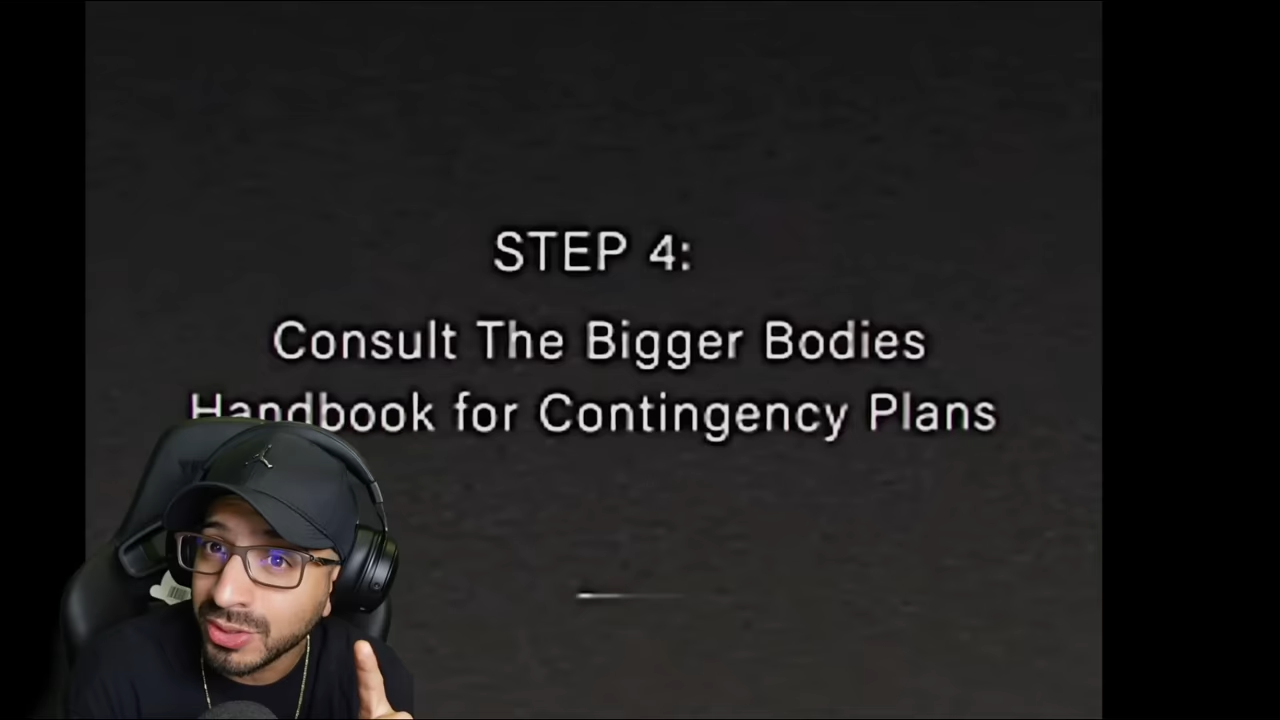 STEP 4:
Consult The Bigger Bodies
Handbook for Contingency Plans